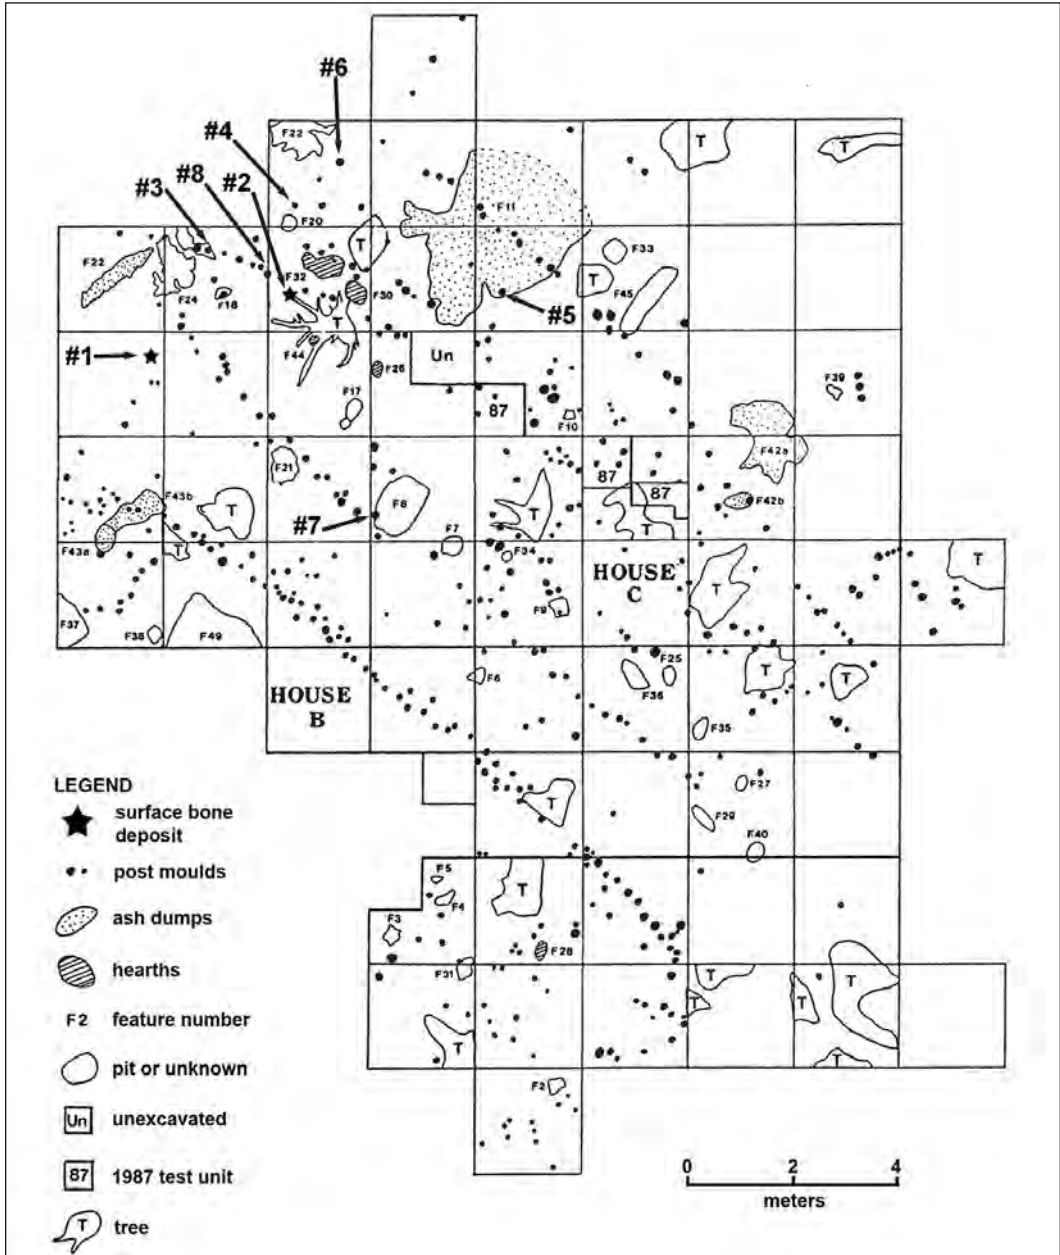 #6
#4
F22
T
T
#8
#2
#3
F11
F20
T
F33
F22
F32
T
F24
F18
F30
F45
T
#5
#1
F44
Un
F26
F39
F17
87
F10
F21
F42a
87
87
F43b
F8
T
T
T
F42b
#7
F7
F43a
T
F34
T
HOUSE
C
T
F9
F37
F38
F49
F25
T
T
F6
F36
HOUSE
B
F35
F27
T
F29
F40
LEGEND
surface bone
deposit
post moulds
ash dumps
hearths
F2 feature number
pit or unknown
Un unexcavated
87 1987 test unit
T tree
F5
T
F4
F3
F28
F31
T
T
T
T
T
T
F2
0 2 4
meters